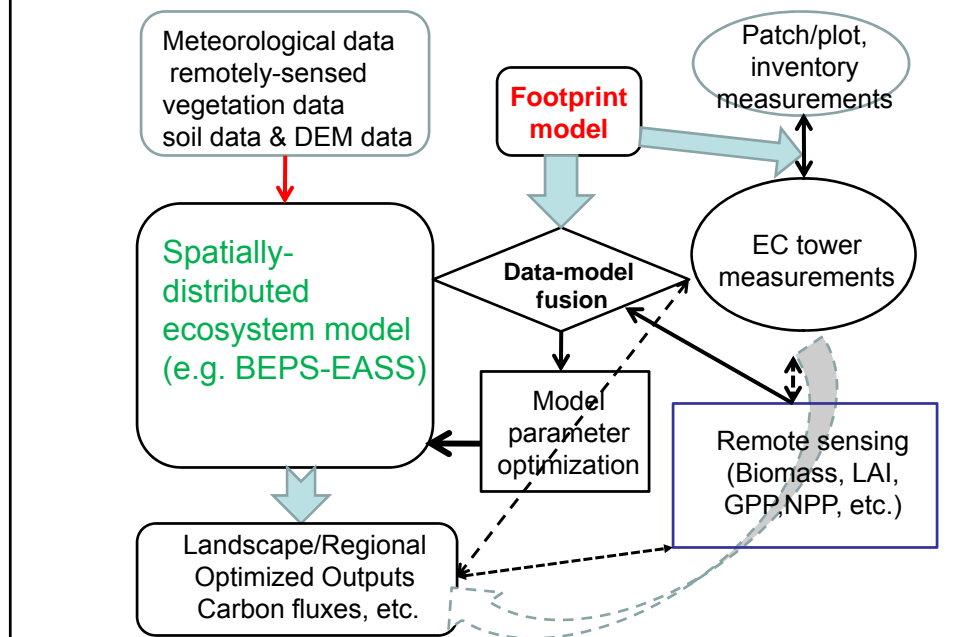 Meteorological data
remotely-sensed
vegetation data
soil data & DEM data
Footprint
model
Patch/plot,
inventory
measurements
Spatially-
distributed
ecosystem model
(e.g. BEPS-EASS)
Data-model
fusion
EC tower
measurements
Model
parameter
optimization
Remote sensing
(Biomass, LAI,
GPP,NPP, etc.)
Landscape/Regional
Optimized Outputs
Carbon fluxes, etc.